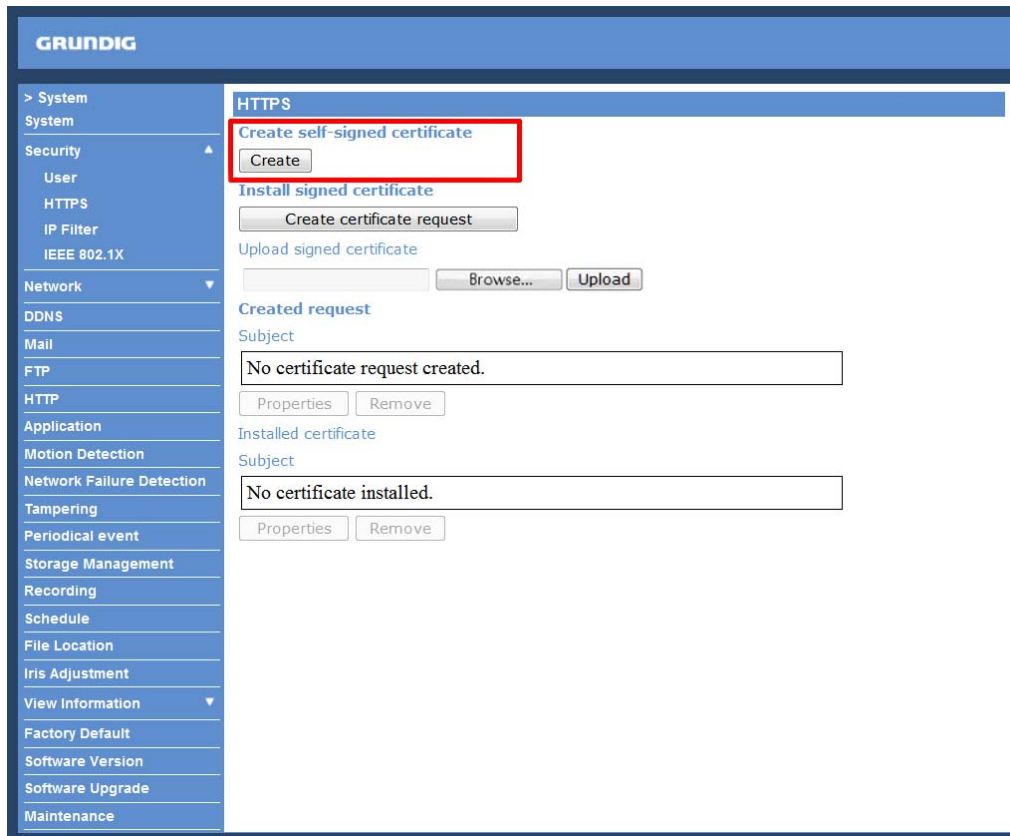 GRUNDIG
> System
System
Security
User
HTTPS
IP Filter
IEEE 802.1X
Network
DDNS
Mail
FTP
HTTP
Application
Motion Detection
Network Failure Detection
Tampering
Periodical event
Storage Management
Recording
Schedule
File Location
Iris Adjustment
View Information
Factory Default
Software Version
Software Upgrade
Maintenance
HTTPS
Create self-signed certificate
Create
Install signed certificate
Create certificate request
Upload signed certificate
Browse... Upload
Created request
Subject
No certificate request created.
Properties Remove
Installed certificate
Subject
No certificate installed.
Properties Remove